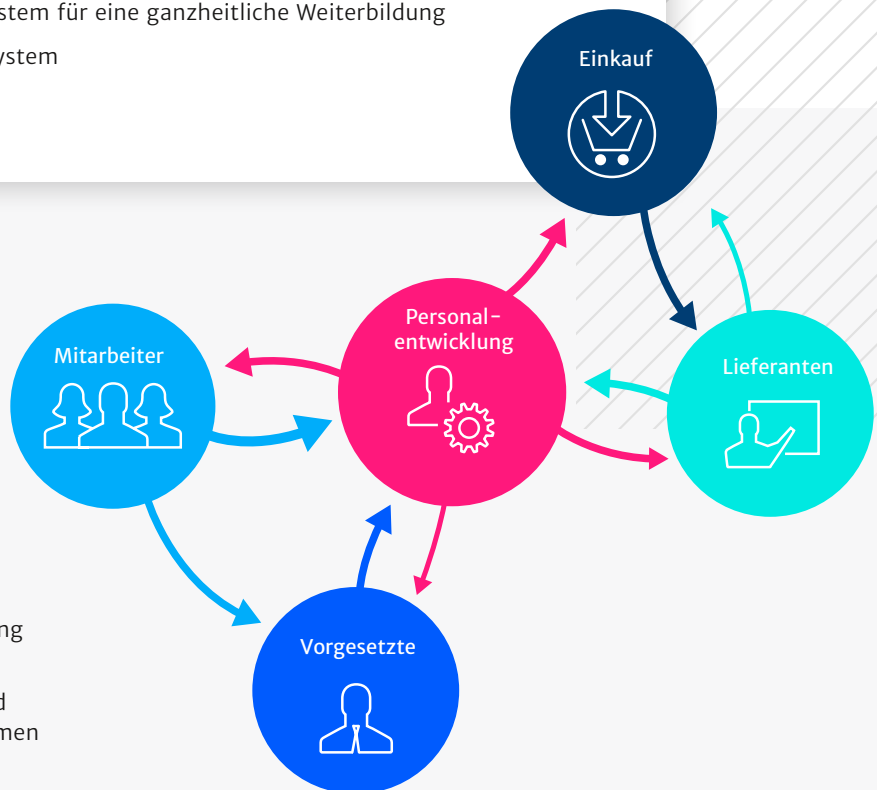 stem für eine ganzheitliche Weiterbildung
ystem
Einkauf
Personal-
entwicklung
Mitarbeiter
Lieferanten
Vorgesetzte
ng
d
men